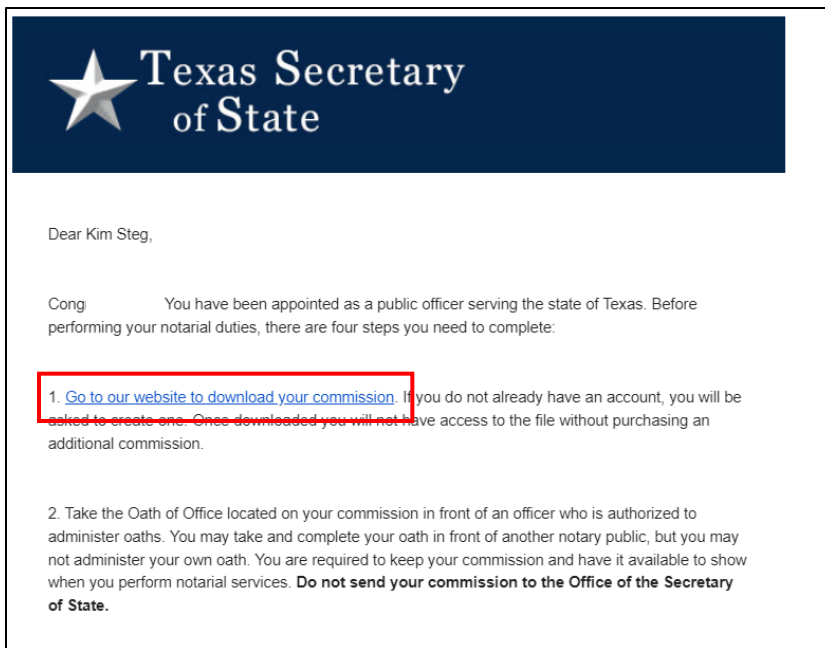 Texas Secretary
of State
Dear Kim Steg,
Cong You have been appointed as a public officer serving the state of Texas. Before
performing your notarial duties, there are four steps you need to complete:
1. Go to our website to download your commission. If you do not already have an account, you will be
asked to create one. Once downloaded you will not have access to the file without purchasing an
additional commission.
2. Take the Oath of Office located on your commission in front of an officer who is authorized to
administer oaths. You may take and complete your oath in front of another notary public, but you may
not administer your own oath. You are required to keep your commission and have it available to show
when you perform notarial services. Do not send your commission to the Office of the Secretary
of State.